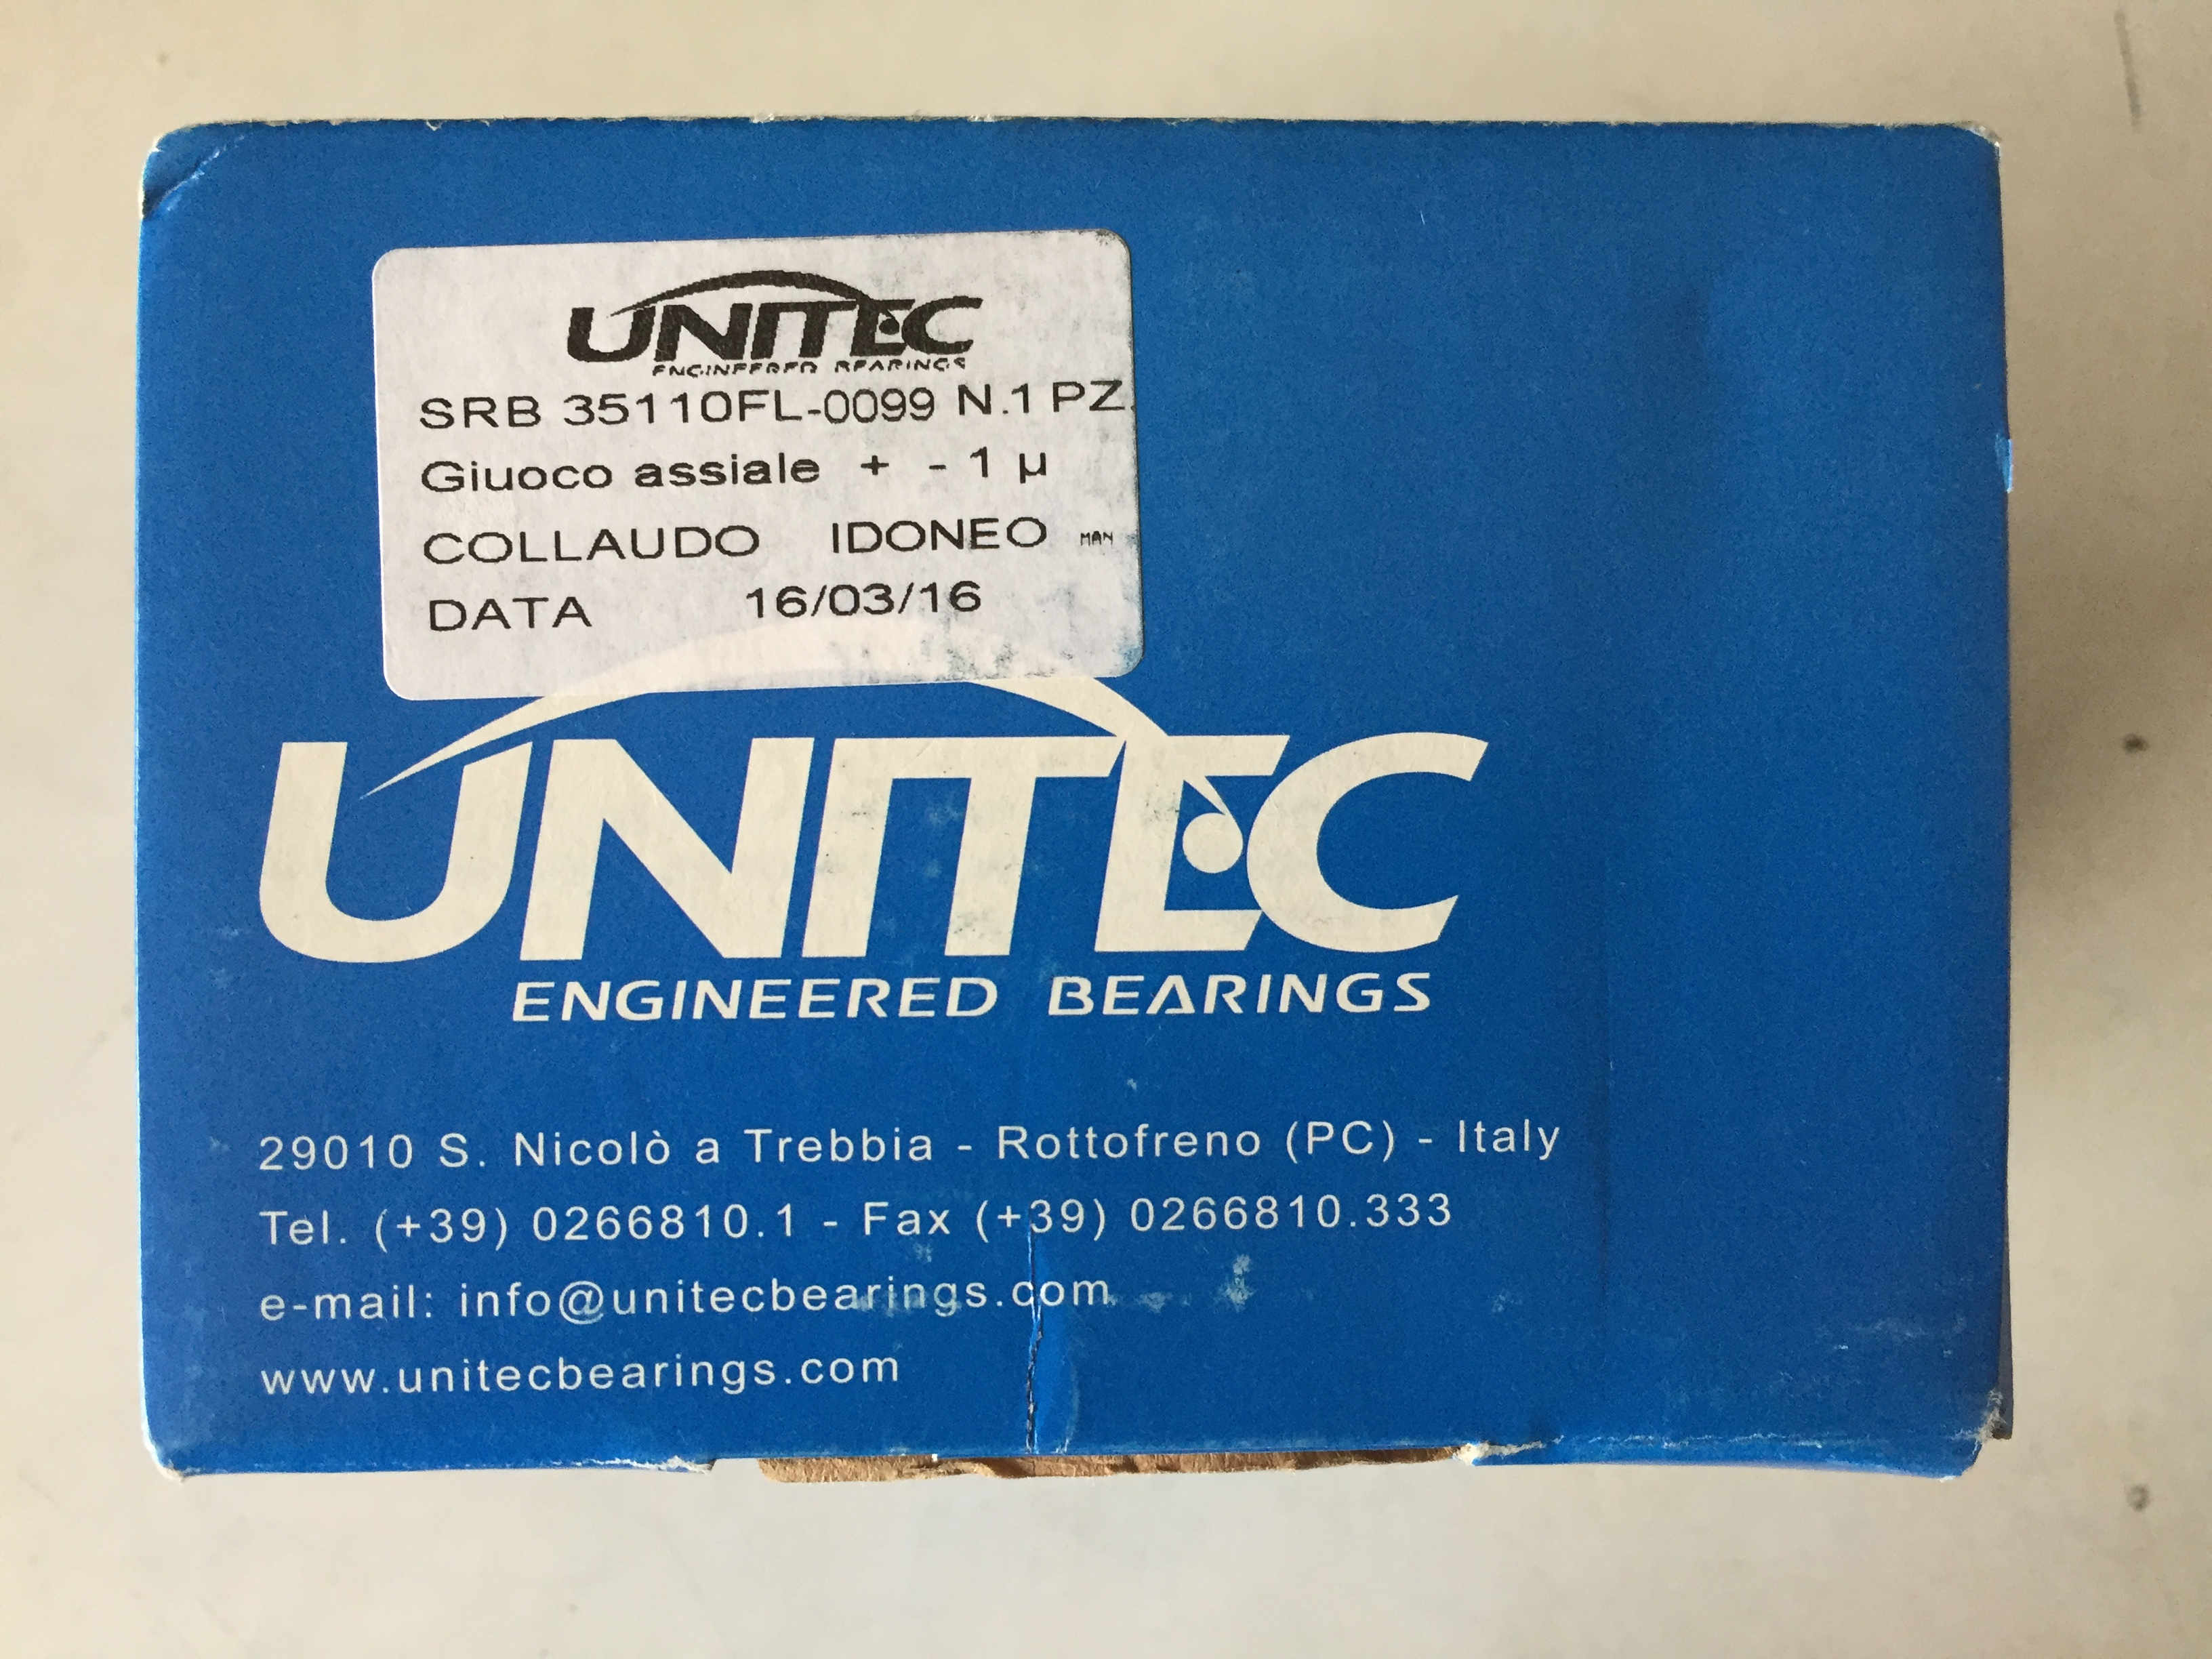 UNITEC
ENGINEERED BEARINGS
SRB 35110FL-0099 N.1 PZ.
Giuoco assiale + - 1 µ
COLLAUDO IDONEO MAN
DATA 16/03/16
UNITEC
ENGINEERED BEARINGS
29010 S. Nicolò a Trebbia - Rottofreno (PC) - Italy
Tel. (+39) 0266810.1 - Fax (+39) 0266810.333
e-mail: info@unitecbearings.com
www.unitecbearings.com